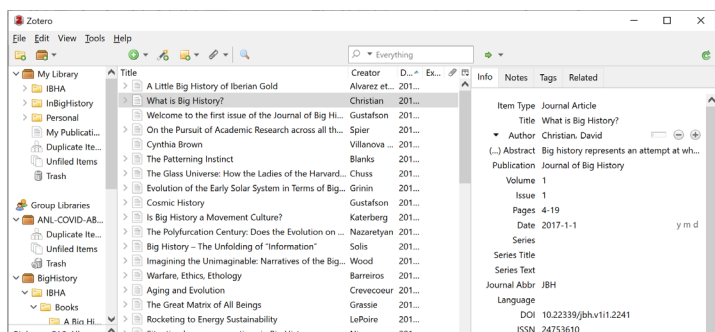 Zotero
File Edit View Tools Help
Everything
My Library
IBHA
InBigHistory
Personal
My Publicati...
Duplicate Ite...
Unfiled Items
Trash
Group Libraries
ANL-COVID-AB...
Duplicate Ite...
Unfiled Items
Trash
BigHistory
IBHA
Books
A Big Hi...
Title Creator D... Ex...
A Little Big History of Iberian Gold Alvarez et... 201...
What is Big History? Christian 201...
Welcome to the first issue of the Journal of Big Hi... Gustafson 201...
On the Pursuit of Academic Research across all th... Spier 201...
Cynthia Brown Villanova ... 201...
The Patterning Instinct Blanks 201...
The Glass Universe: How the Ladies of the Harvard... Chuss 201...
Evolution of the Early Solar System in Terms of Big... Grinin 201...
Cosmic History Gustafson 201...
Is Big History a Movement Culture? Katerberg 201...
The Polyfurcation Century: Does the Evolution on ... Nazaretyan 201...
Big History – The Unfolding of “Information” Solis 201...
Imagining the Unimaginable: Narratives of the Big... Wood 201...
Warfare, Ethics, Ethology Barreiros 201...
Aging and Evolution Crevecoeur 201...
The Great Matrix of All Beings Grassie 201...
Rocketing to Energy Sustainability LePoire 201...
Info Notes Tags Related
Item Type Journal Article
Title What is Big History?
Author Christian, David
(...) Abstract Big history represents an attempt at wh...
Publication Journal of Big History
Volume 1
Issue 1
Pages 4-19
Date 2017-1-1 y m d
Series
Series Title
Series Text
Journal Abbr JBH
Language
DOI 10.22339/jbh.v1i1.2241
ISSN 24753610